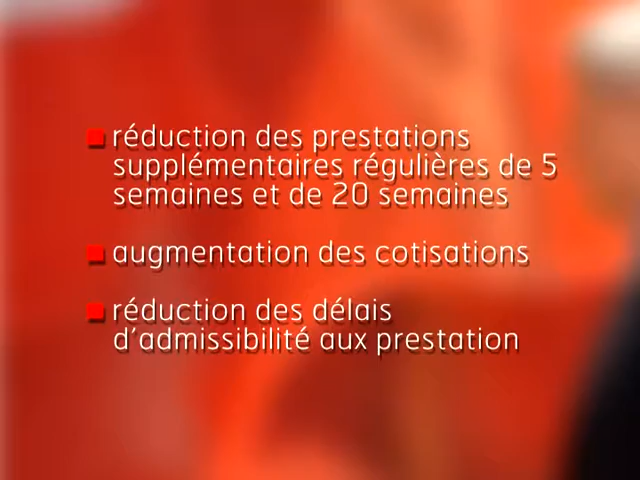 réduction des prestations
supplémentaires régulières de 5
semaines et de 20 semaines
augmentation des cotisations
réduction des délais
d'admissibilité aux prestation